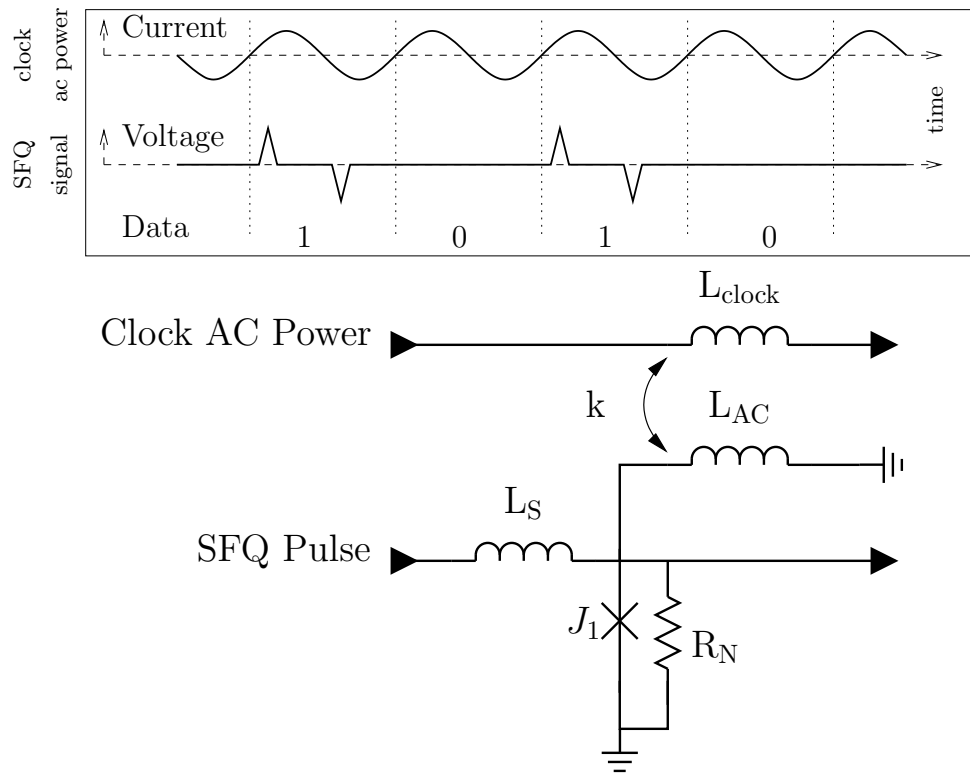 clock
ac power
Current
time
SFQ
signal
Voltage
Data
1 0 1 0
L_clock
Clock AC Power
k
L_AC
L_S
SFQ Pulse
J_1
R_N